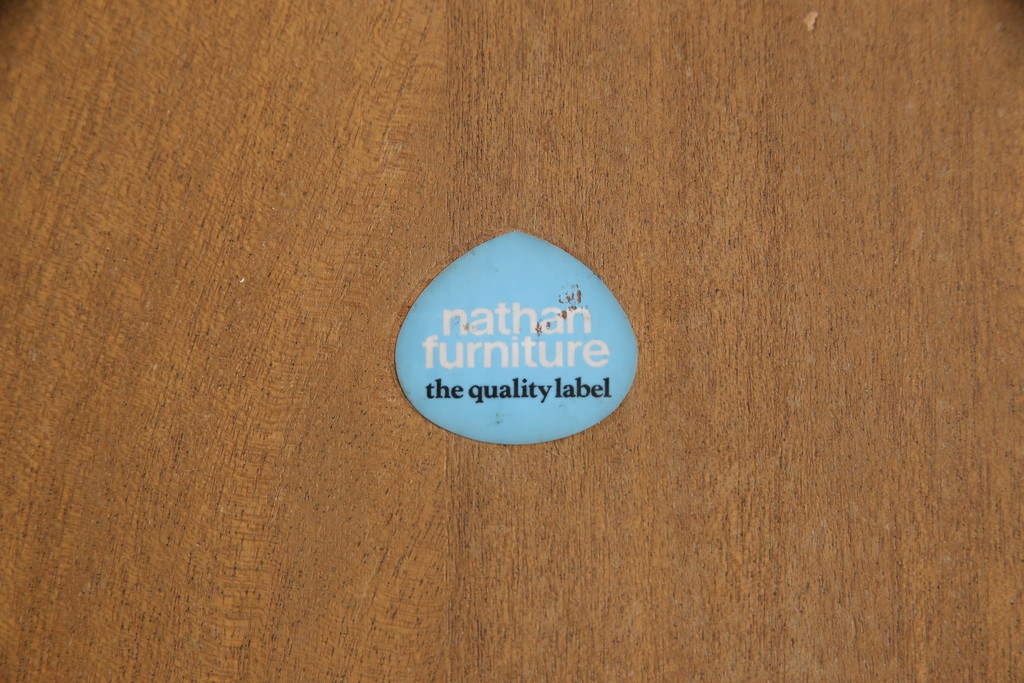 nathan
furniture
the quality label